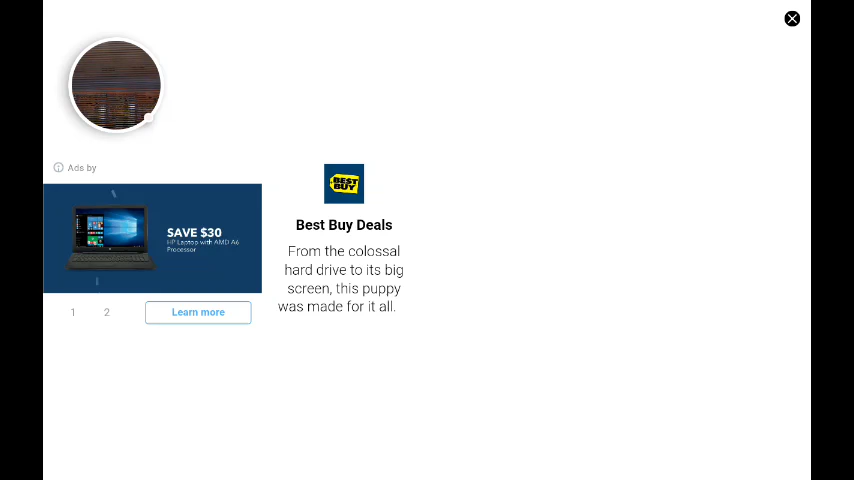 Ads by
SAVE $30
HP Laptop with AMD A6
Processor
1 2 Learn more
BEST
BUY
Best Buy Deals
From the colossal
hard drive to its big
screen, this puppy
was made for it all.